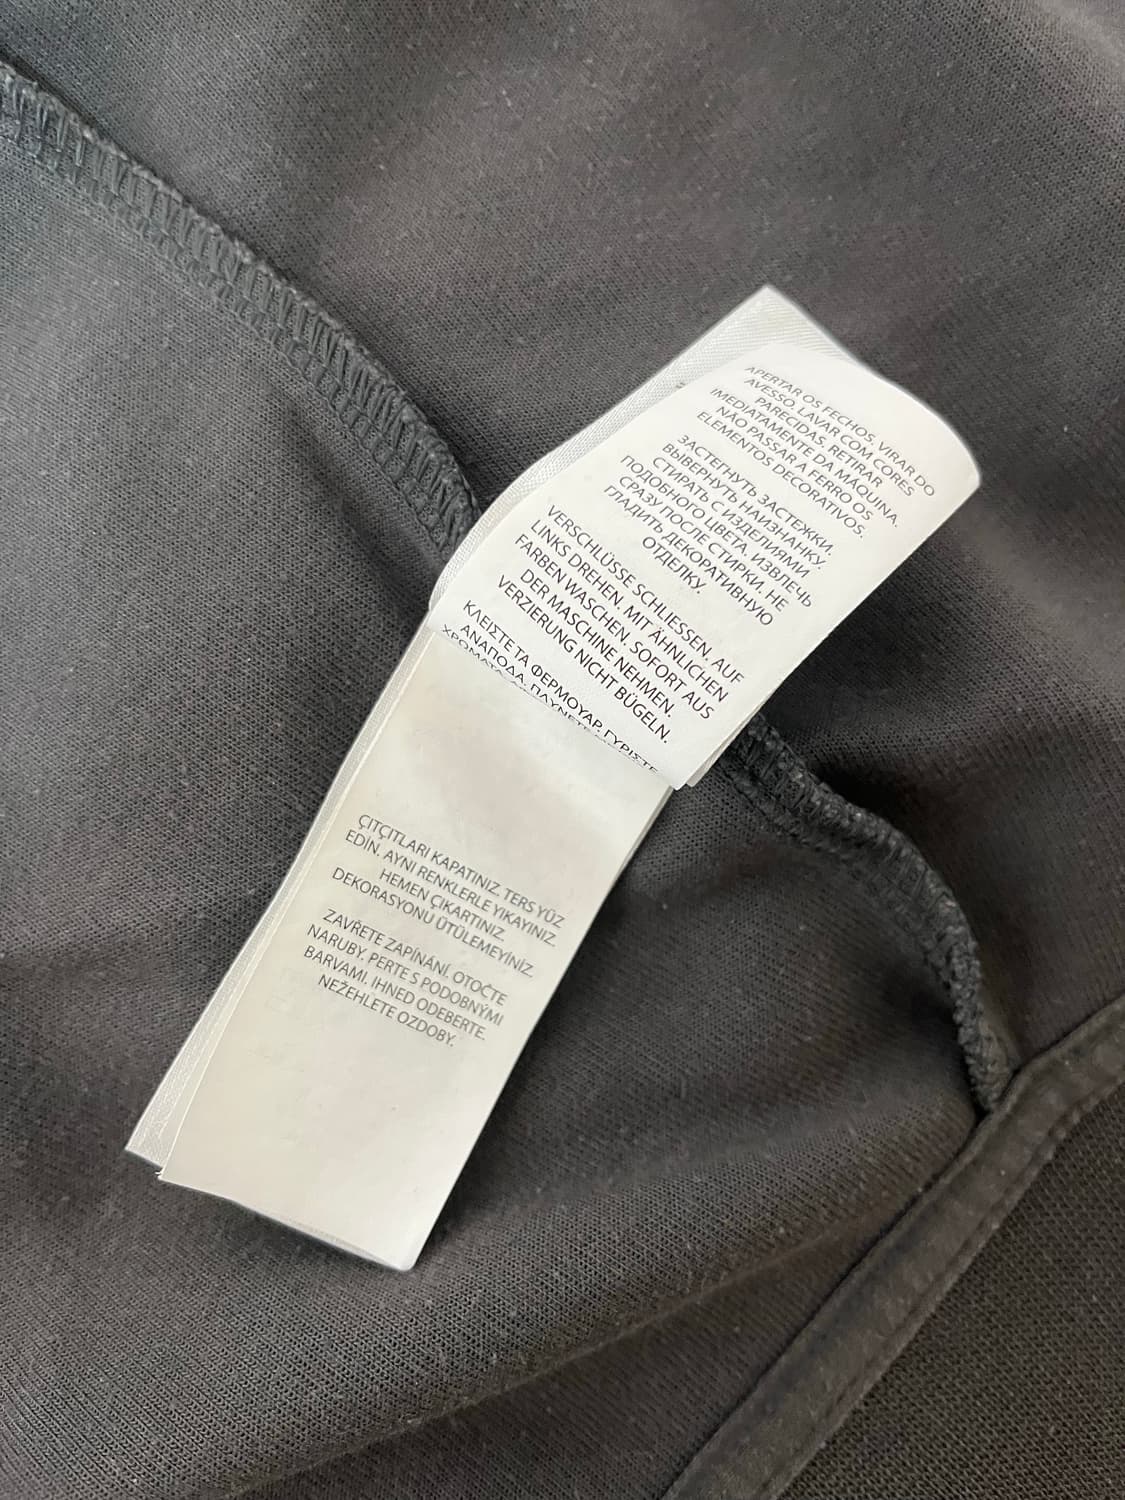 APERTAR OS FECHOS. VIRAR DO
AVESSO. LAVAR COM CORES
PARECIDAS. RETIRAR
IMEDIATAMENTE DA MÁQUINA.
NÃO PASSAR A FERRO OS
ELEMENTOS DECORATIVOS.
ЗАСТЕГНУТЬ ЗАСТЕЖКИ.
ВЫВЕРНУТЬ НАИЗНАНКУ.
СТИРАТЬ С ИЗДЕЛИЯМИ
ПОДОБНОГО ЦВЕТА. ИЗВЛЕЧЬ
СРАЗУ ПОСЛЕ СТИРКИ. НЕ
ГЛАДИТЬ ДЕКОРАТИВНУЮ
ОТДЕЛКУ.
VERSCHLÜSSE SCHLIESSEN. AUF
LINKS DREHEN. MIT ÄHNLICHEN
FARBEN WASCHEN. SOFORT AUS
DER MASCHINE NEHMEN.
VERZIERUNG NICHT BÜGELN.
ΚΛΕΙΣΤΕ ΤΑ ΦΕΡΜΟΥΑΡ. ΓΥΡΙΣΤΕ
ΑΝΑΠΟΔΑ. ΠΛΥΝΕΤΕ
ΧΡΩΜΑΤΑ.
ÇITÇITLARI KAPATINIZ. TERS YÜZ
EDİN. AYNI RENKLERLE YIKAYINIZ.
HEMEN ÇIKARTINIZ.
DEKORASYONU ÜTÜLEMEYİNİZ.
ZAVŘETE ZAPÍNÁNÍ. OTOČTE
NARUBY. PERTE S PODOBNÝMI
BARVAMI. IHNED ODEBERTE.
NEŽEHLETE OZDOBY.